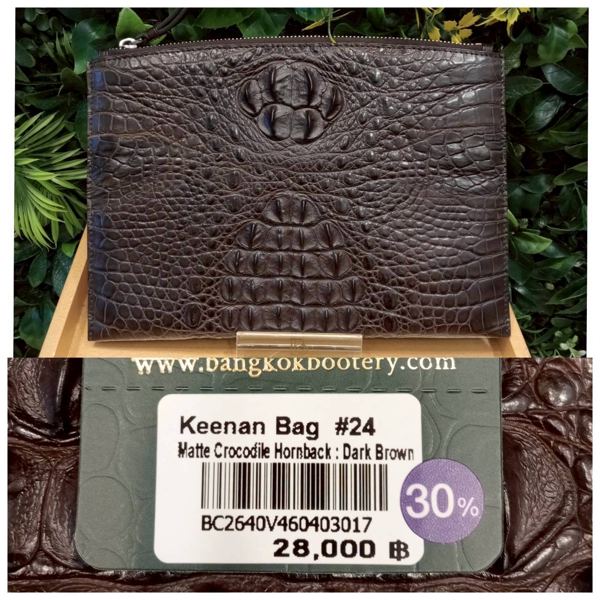 www.bangkokbootery.com
Keenan Bag #24
Matte Crocodile Hornback : Dark Brown
30%
BC2640V460403017
28,000 ฿